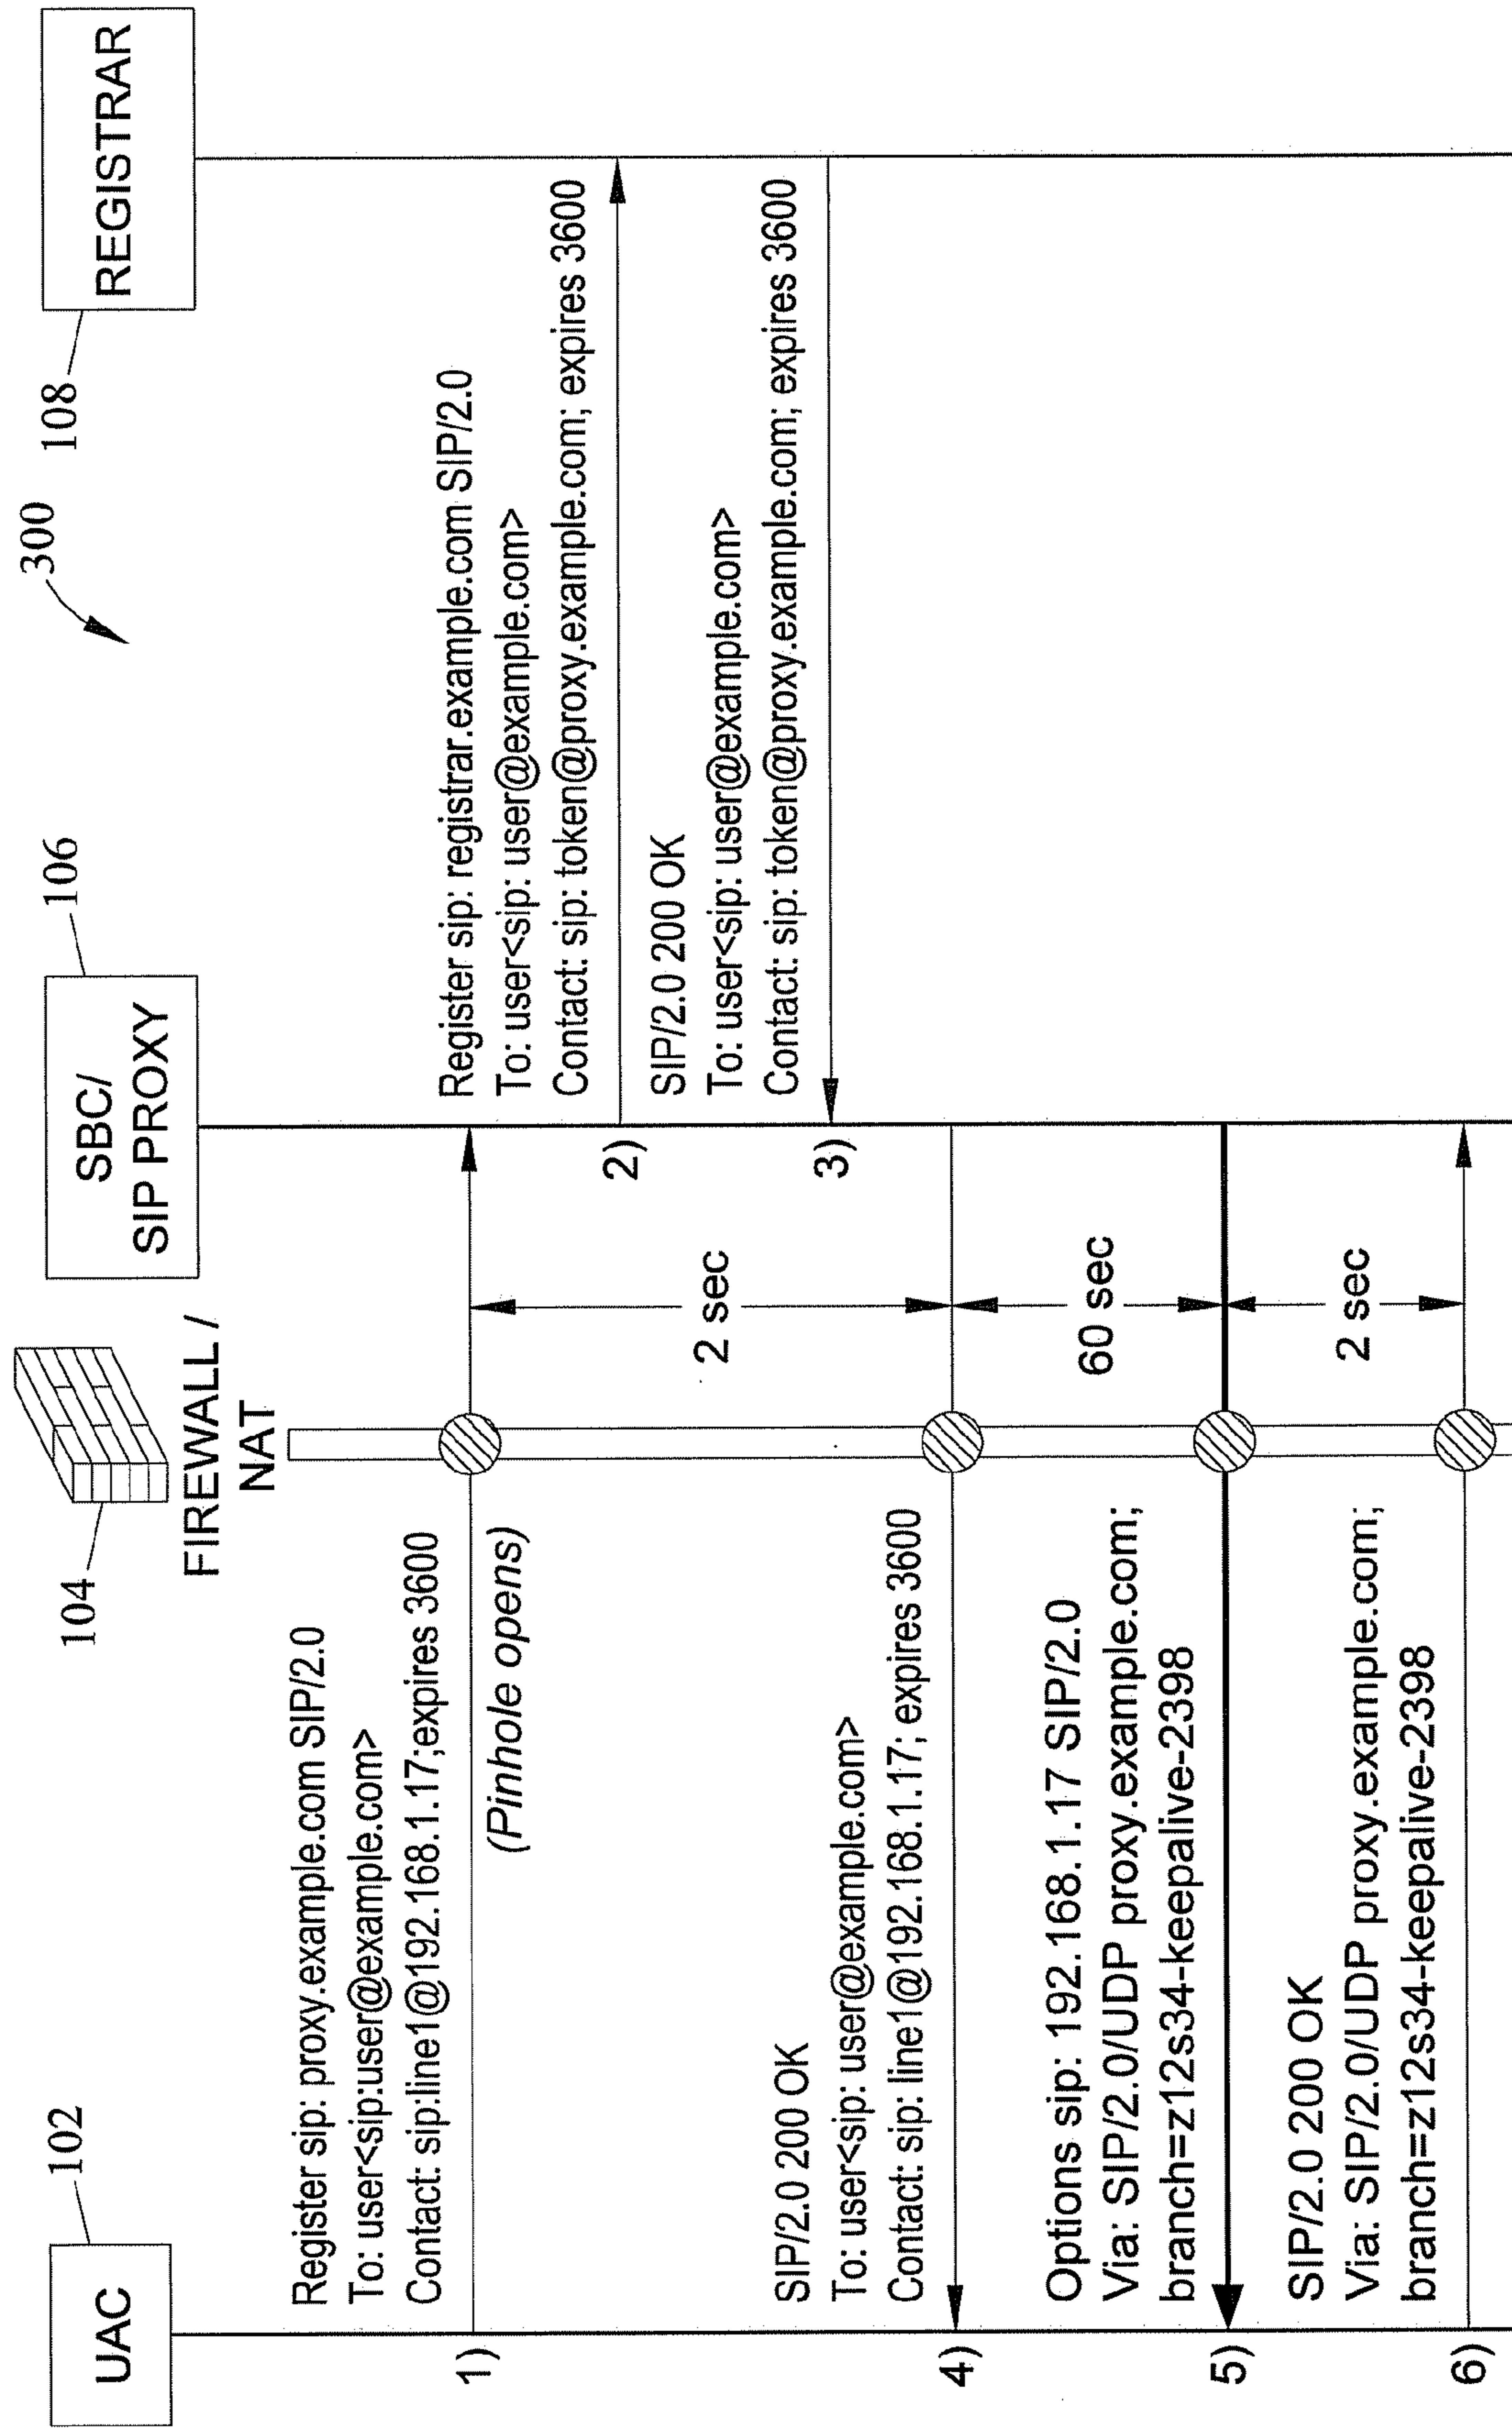 300
UAC
102
104
FIREWALL /
NAT
SBC/
SIP PROXY
106
REGISTRAR
108
1)
Register sip: proxy.example.com SIP/2.0
To: user<sip:user@example.com>
Contact: sip:line1@192.168.1.17;expires 3600
(Pinhole opens)
2)
Register sip: registrar.example.com SIP/2.0
To: user<sip: user@example.com>
Contact: sip: token@proxy.example.com; expires 3600
2 sec
3)
SIP/2.0 200 OK
To: user<sip: user@example.com>
Contact: sip: token@proxy.example.com; expires 3600
4)
SIP/2.0 200 OK
To: user<sip: user@example.com>
Contact: sip: line1@192.168.1.17; expires 3600
60 sec
5)
Options sip: 192.168.1.17 SIP/2.0
Via: SIP/2.0/UDP proxy.example.com;
branch=z12s34-keepalive-2398
2 sec
6)
SIP/2.0 200 OK
Via: SIP/2.0/UDP proxy.example.com;
branch=z12s34-keepalive-2398